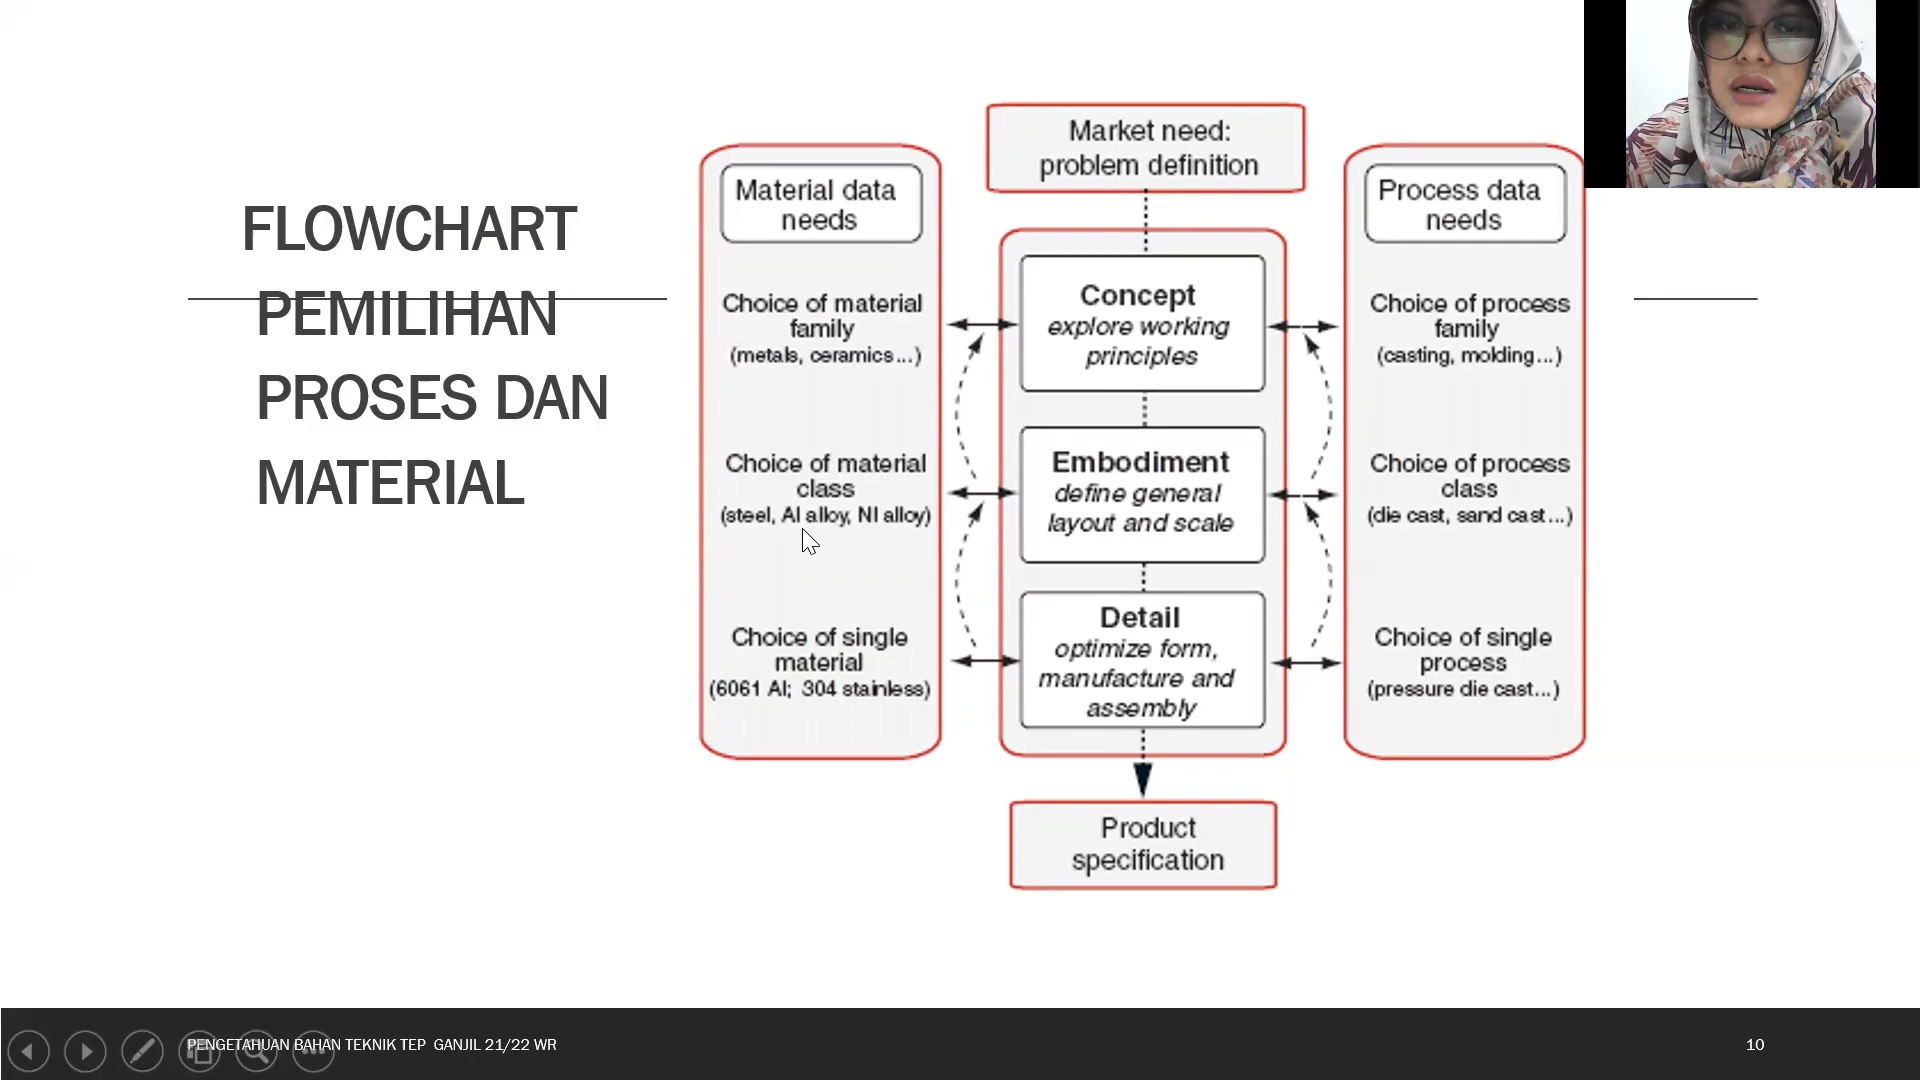 FLOWCHART
PEMILIHAN
PROSES DAN
MATERIAL
Market need:
problem definition
Material data
needs
Choice of material
family
(metals, ceramics...)
Choice of material
class
(steel, Al alloy, NI alloy)
Choice of single
material
(6061 Al; 304 stainless)
Concept
explore working
principles
Embodiment
define general
layout and scale
Detail
optimize form,
manufacture and
assembly
Product
specification
Process data
needs
Choice of process
family
(casting, molding...)
Choice of process
class
(die cast, sand cast...)
Choice of single
process
(pressure die cast...)
PENGETAHUAN BAHAN TEKNIK TEP GANJIL 21/22 WR
10